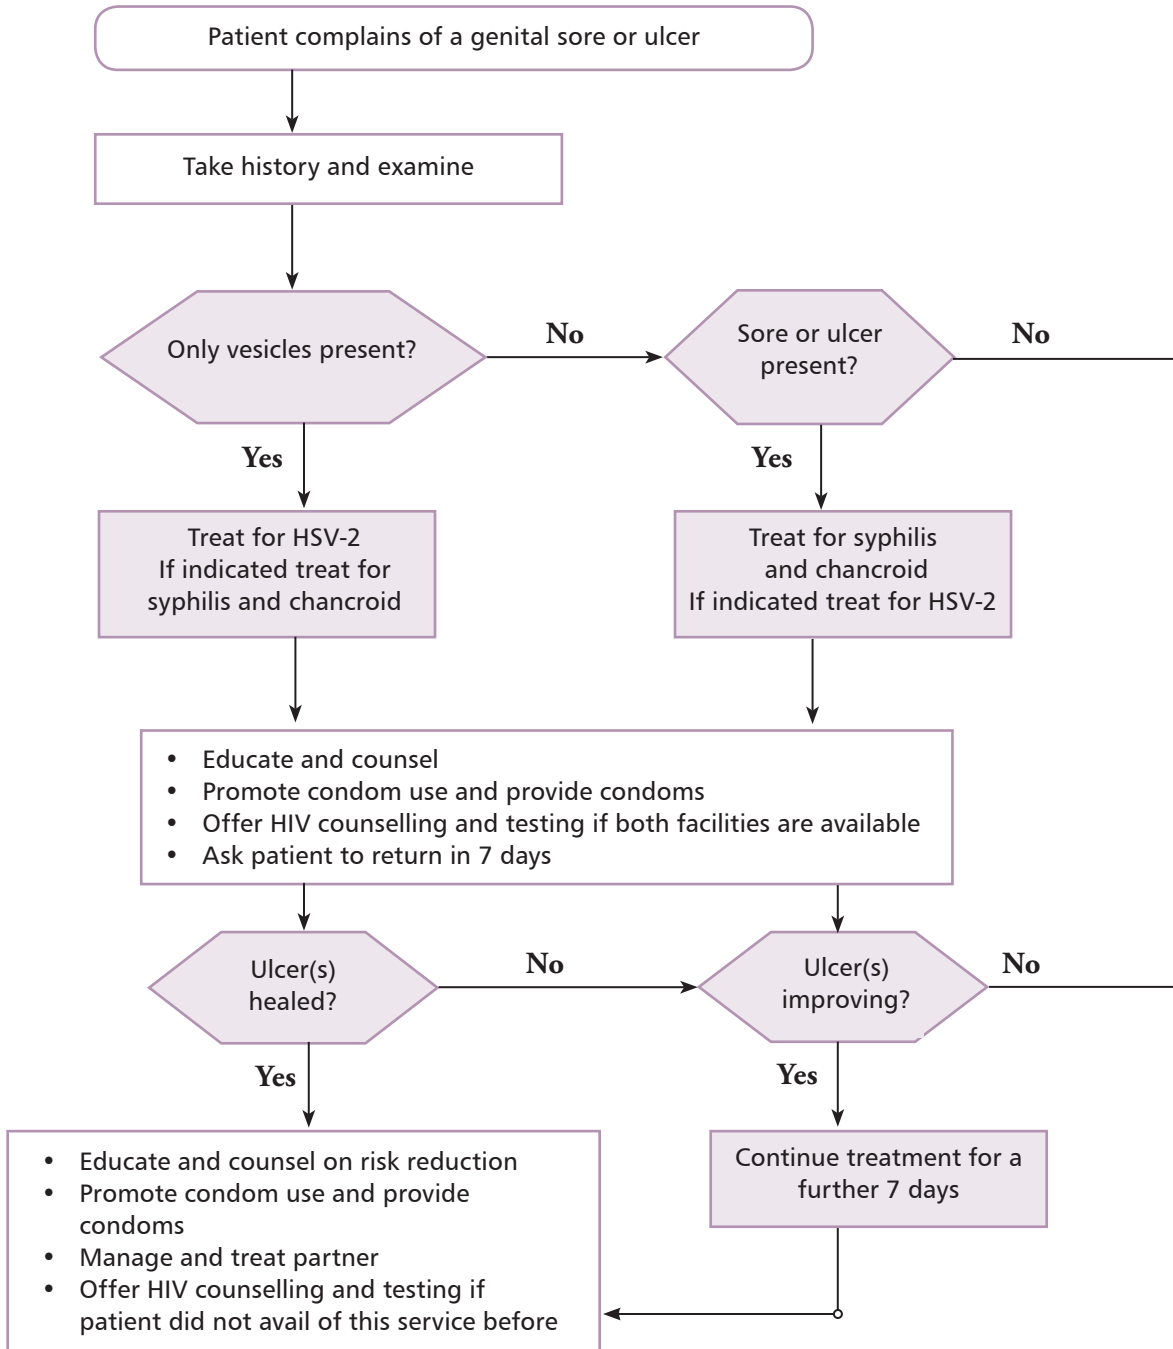 Patient complains of a genital sore or ulcer
Take history and examine
Only vesicles present?
No
Sore or ulcer
present?
No
Yes
Yes
Treat for HSV-2
If indicated treat for
syphilis and chancroid
Treat for syphilis
and chancroid
If indicated treat for HSV-2
• Educate and counsel
• Promote condom use and provide condoms
• Offer HIV counselling and testing if both facilities are available
• Ask patient to return in 7 days
Ulcer(s)
healed?
No
Ulcer(s)
improving?
No
Yes
Yes
• Educate and counsel on risk reduction
• Promote condom use and provide
condoms
• Manage and treat partner
• Offer HIV counselling and testing if
patient did not avail of this service before
Continue treatment for a
further 7 days